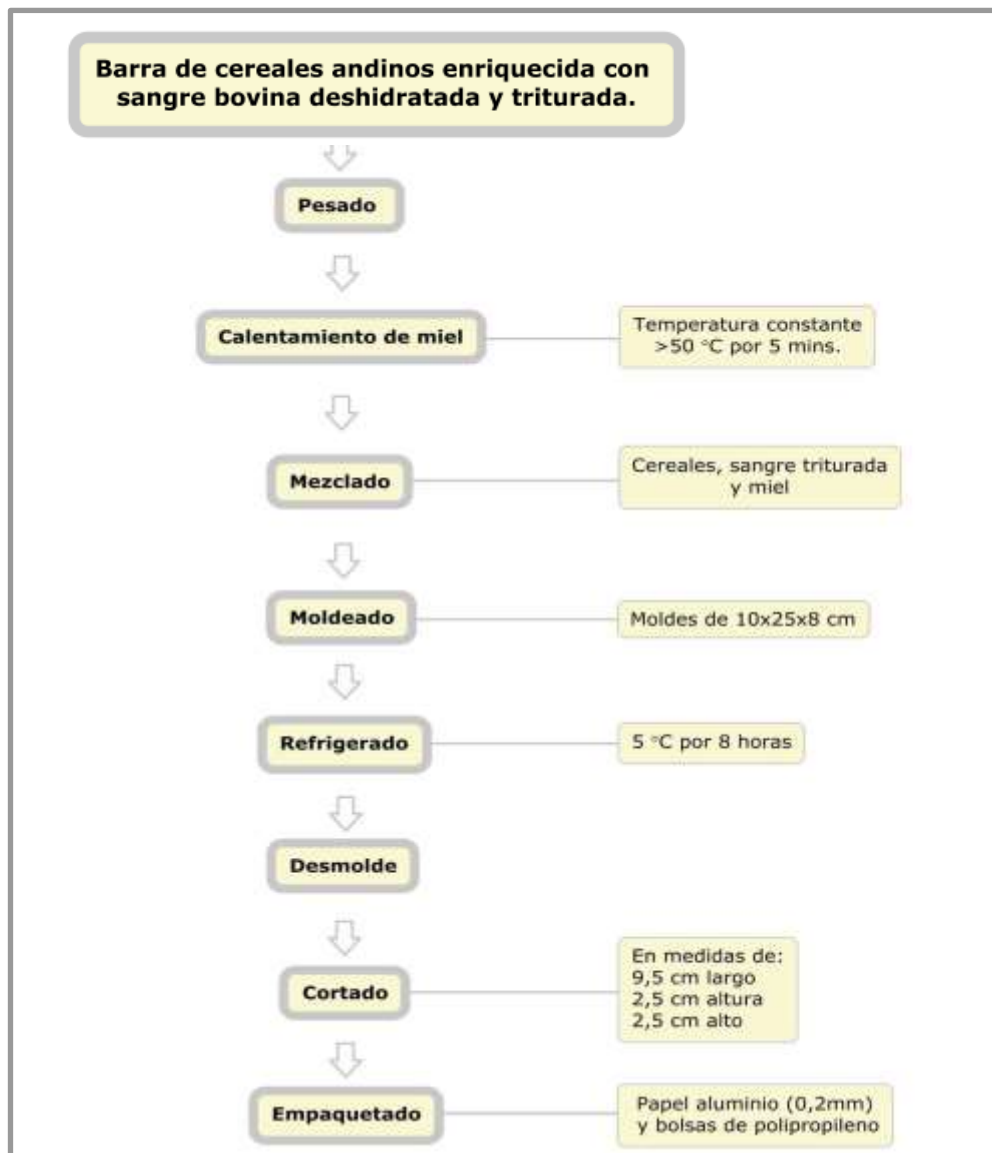 Barra de cereales andinos enriquecida con
sangre bovina deshidratada y triturada.
Pesado
Calentamiento de miel
Temperatura constante
>50 °C por 5 mins.
Mezclado
Cereales, sangre triturada
y miel
Moldeado
Moldes de 10x25x8 cm
Refrigerado
5 °C por 8 horas
Desmolde
Cortado
En medidas de:
9,5 cm largo
2,5 cm altura
2,5 cm alto
Empaquetado
Papel aluminio (0,2mm)
y bolsas de polipropileno